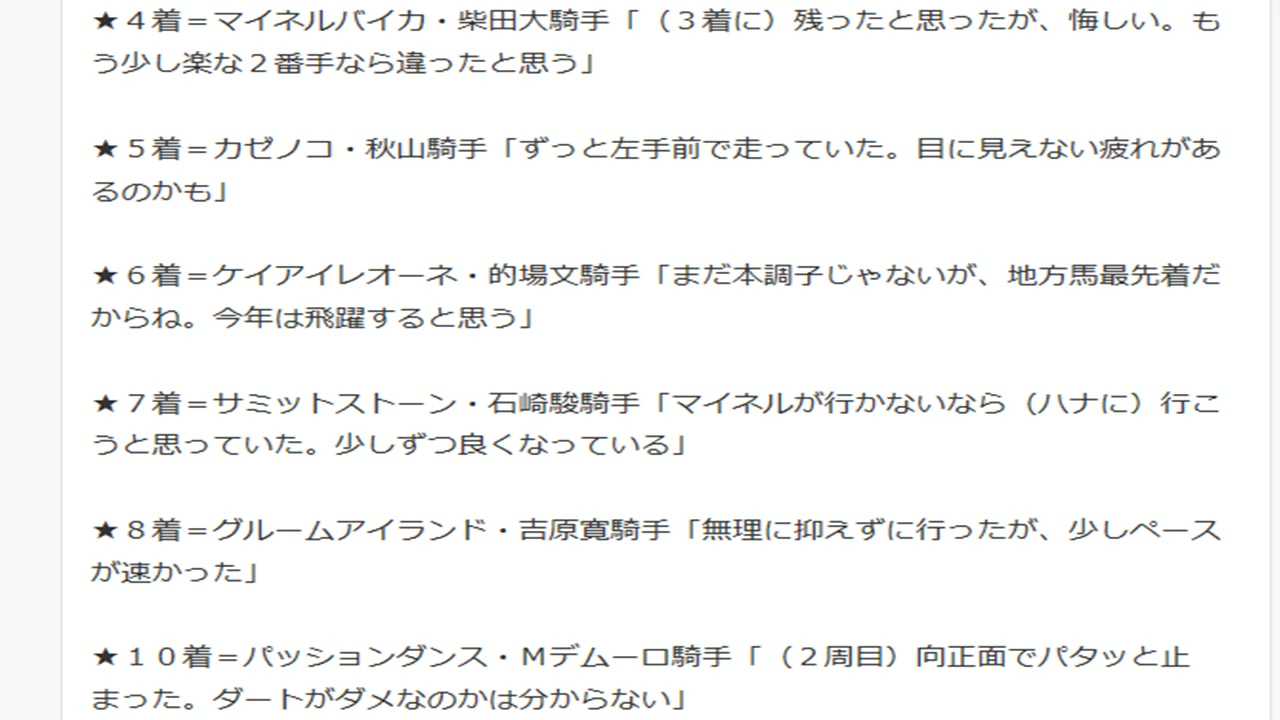 ★４着＝マイネルバイカ・柴田大騎手「（３着に）残ったと思ったが、悔しい。も
う少し楽な２番手なら違ったと思う」
★５着＝カゼノコ・秋山騎手「ずっと左手前で走っていた。目に見えない疲れがあ
るのかも」
★６着＝ケイアイレオーネ・的場文騎手「まだ本調子じゃないが、地方馬最先着だ
からね。今年は飛躍すると思う」
★７着＝サミットストーン・石崎駿騎手「マイネルが行かないなら（ハナに）行こ
うと思っていた。少しずつ良くなっている」
★８着＝グルームアイランド・吉原寛騎手「無理に抑えずに行ったが、少しペース
が速かった」
★１０着＝パッションダンス・Ｍデムーロ騎手「（２周目）向正面でパタッと止
まった。ダートがダメなのかは分からない」